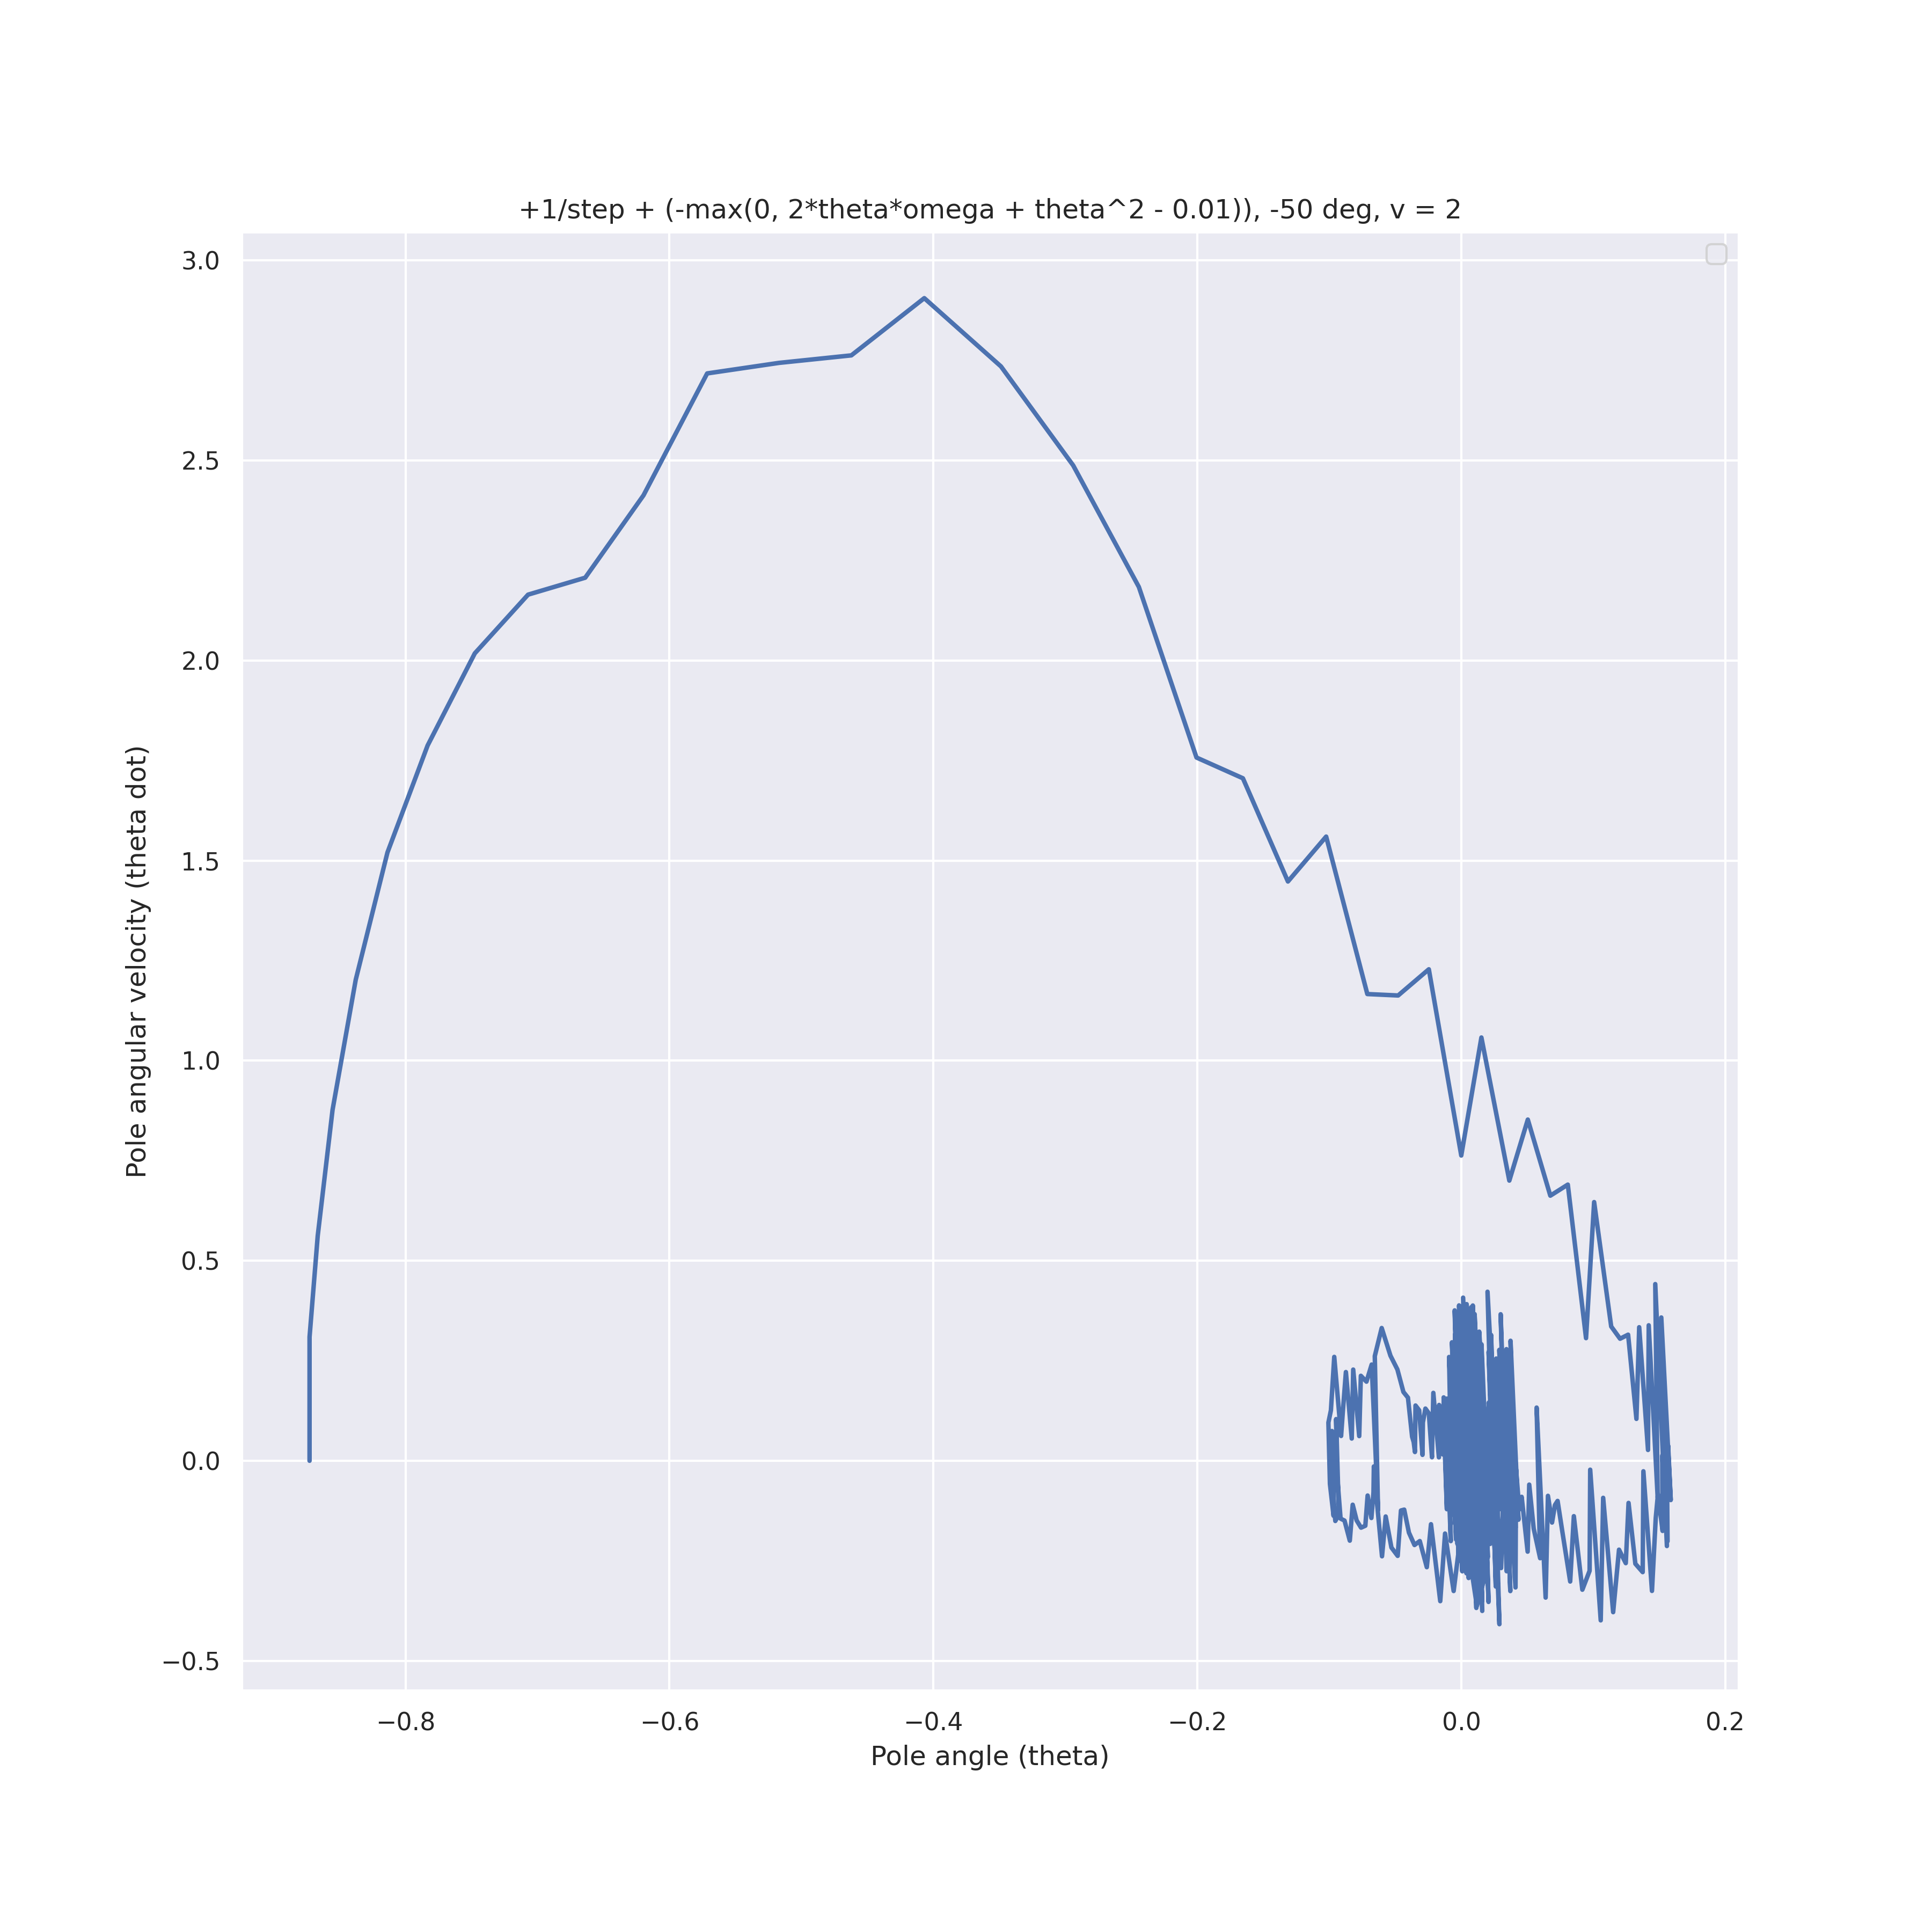 +1/step + (-max(0, 2*theta*omega + theta^2 - 0.01)), -50 deg, v = 2
3.0
2.5
2.0
1.5
1.0
0.5
0.0
−0.5
Pole angular velocity (theta dot)
−0.8 −0.6 −0.4 −0.2 0.0 0.2
Pole angle (theta)